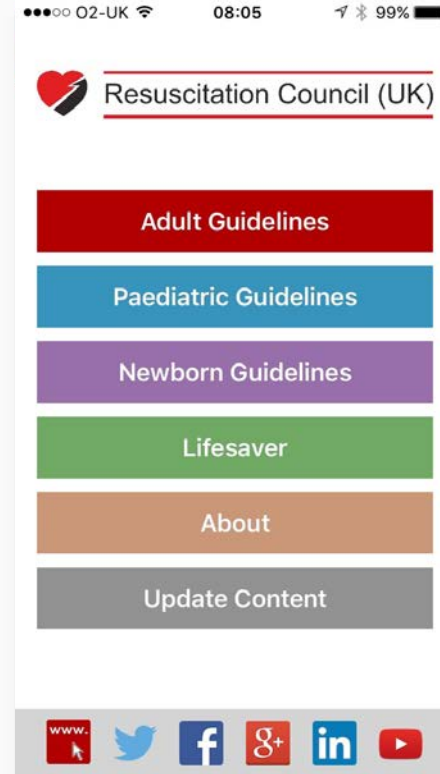 O2-UK 08:05 99%
Resuscitation Council (UK)
Adult Guidelines
Paediatric Guidelines
Newborn Guidelines
Lifesaver
About
Update Content
www. f g+ in